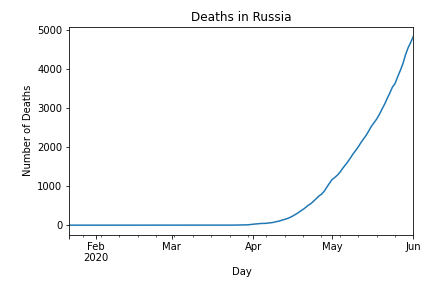 Deaths in Russia
5000
4000
3000
2000
1000
0
Number of Deaths
Feb
2020
Mar
Apr
May
Jun
Day